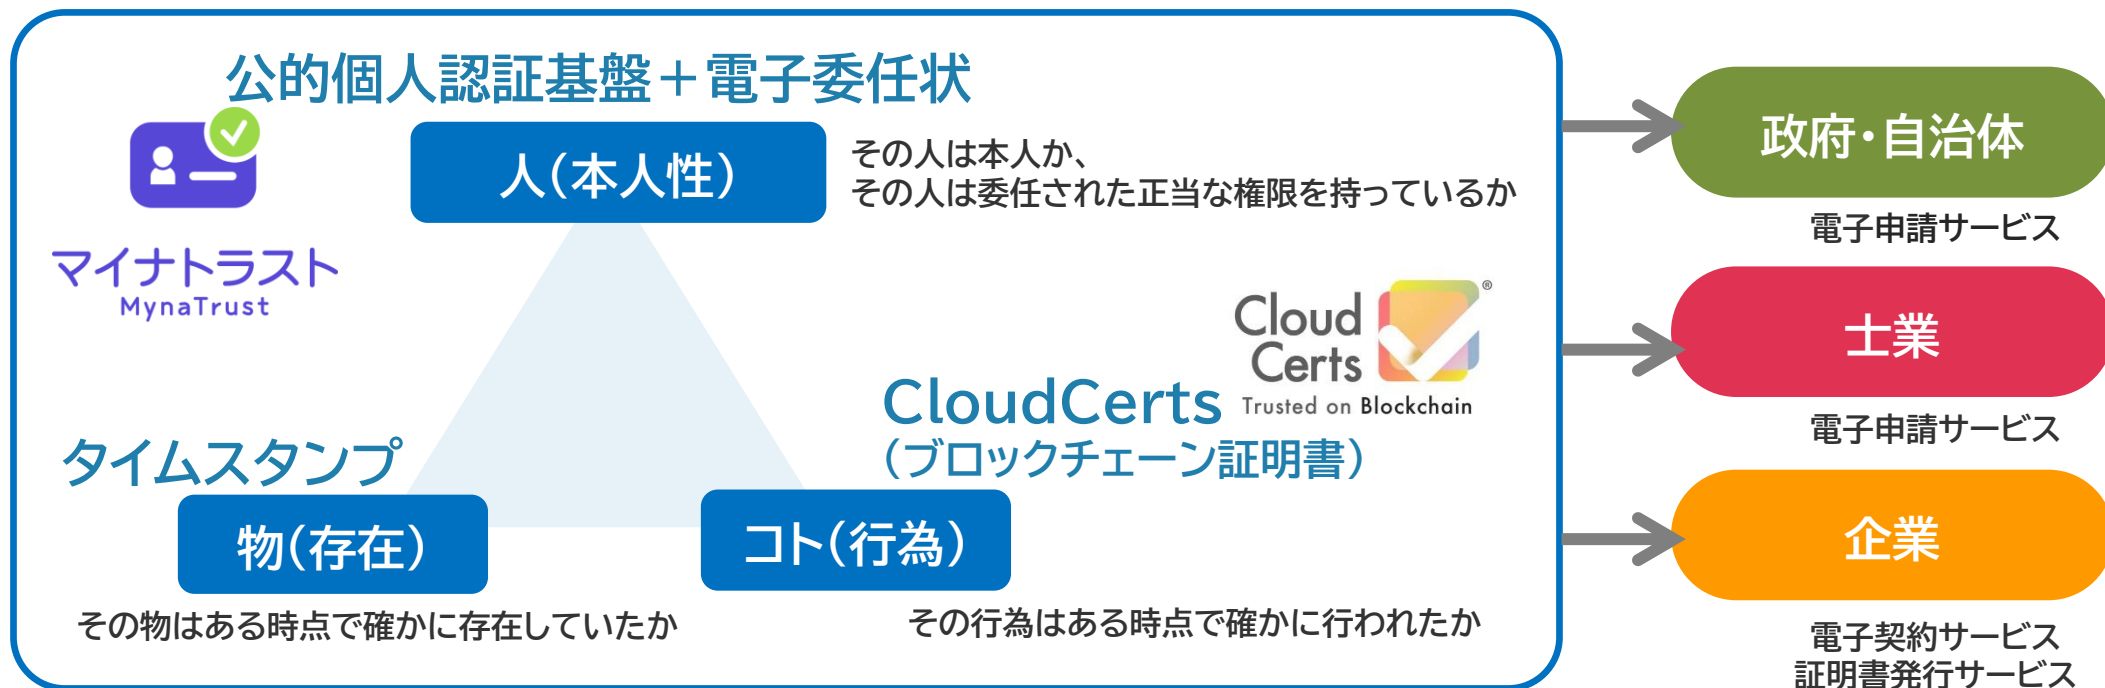 公的個人認証基盤＋電子委任状
人（本人性）
その人は本人か、
その人は委任された正当な権限を持っているか
マイナトラスト
MynaTrust
Cloud
Certs
®
Trusted on Blockchain
CloudCerts
（ブロックチェーン証明書）
タイムスタンプ
物（存在）
コト（行為）
その物はある時点で確かに存在していたか
その行為はある時点で確かに行われたか
政府・自治体
電子申請サービス
士業
電子申請サービス
企業
電子契約サービス
証明書発行サービス